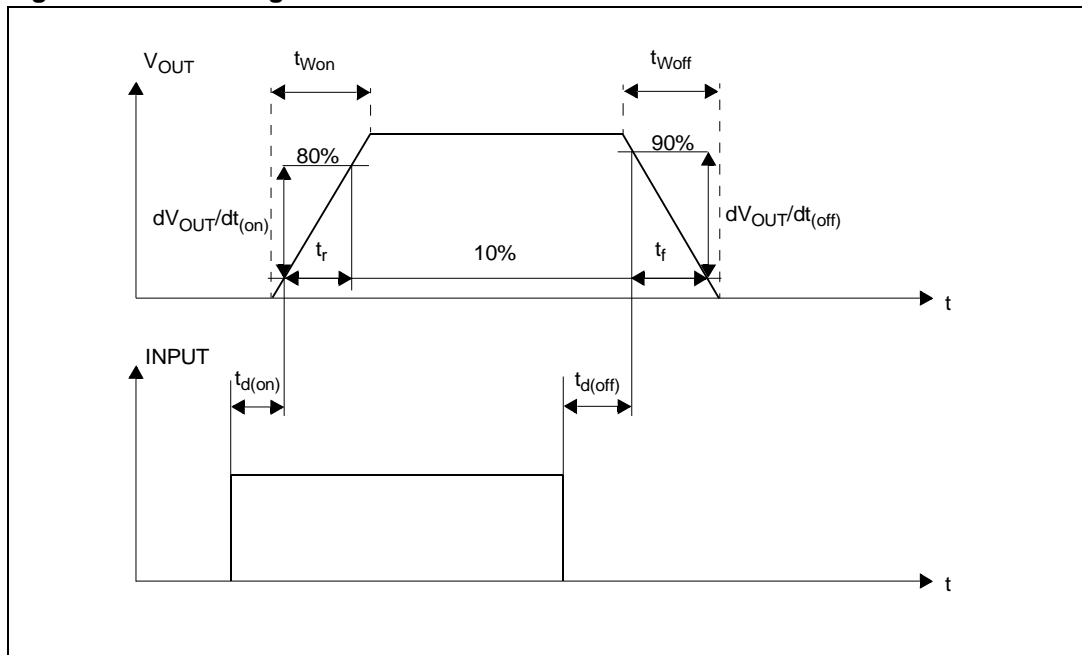 tWon
tWoff
VOUT
80%
90%
dVOUT/dt(on)
dVOUT/dt(off)
tr
10%
tf
t
INPUT
td(on)
td(off)
t